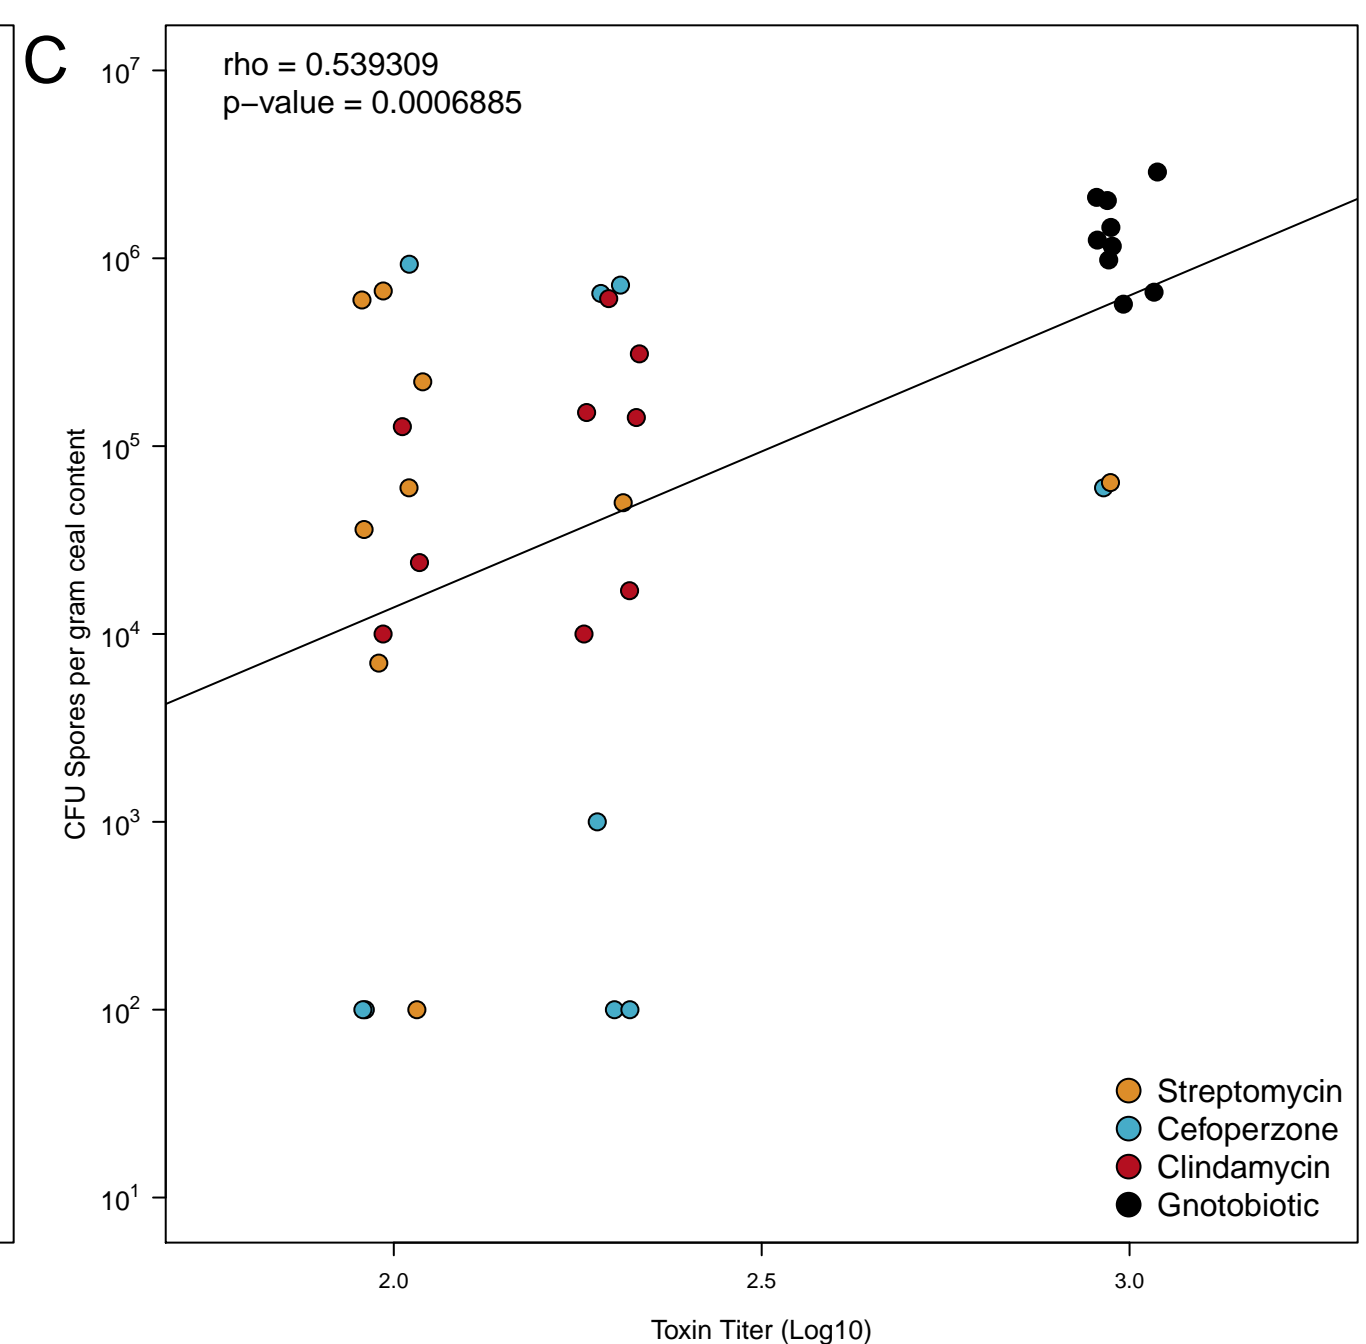 C
rho = 0.539309
p−value = 0.0006885
10^7
10^6
10^5
10^4
10^3
10^2
10^1
CFU Spores per gram ceal content
Streptomycin
Cefoperzone
Clindamycin
Gnotobiotic
2.0 2.5 3.0
Toxin Titer (Log10)